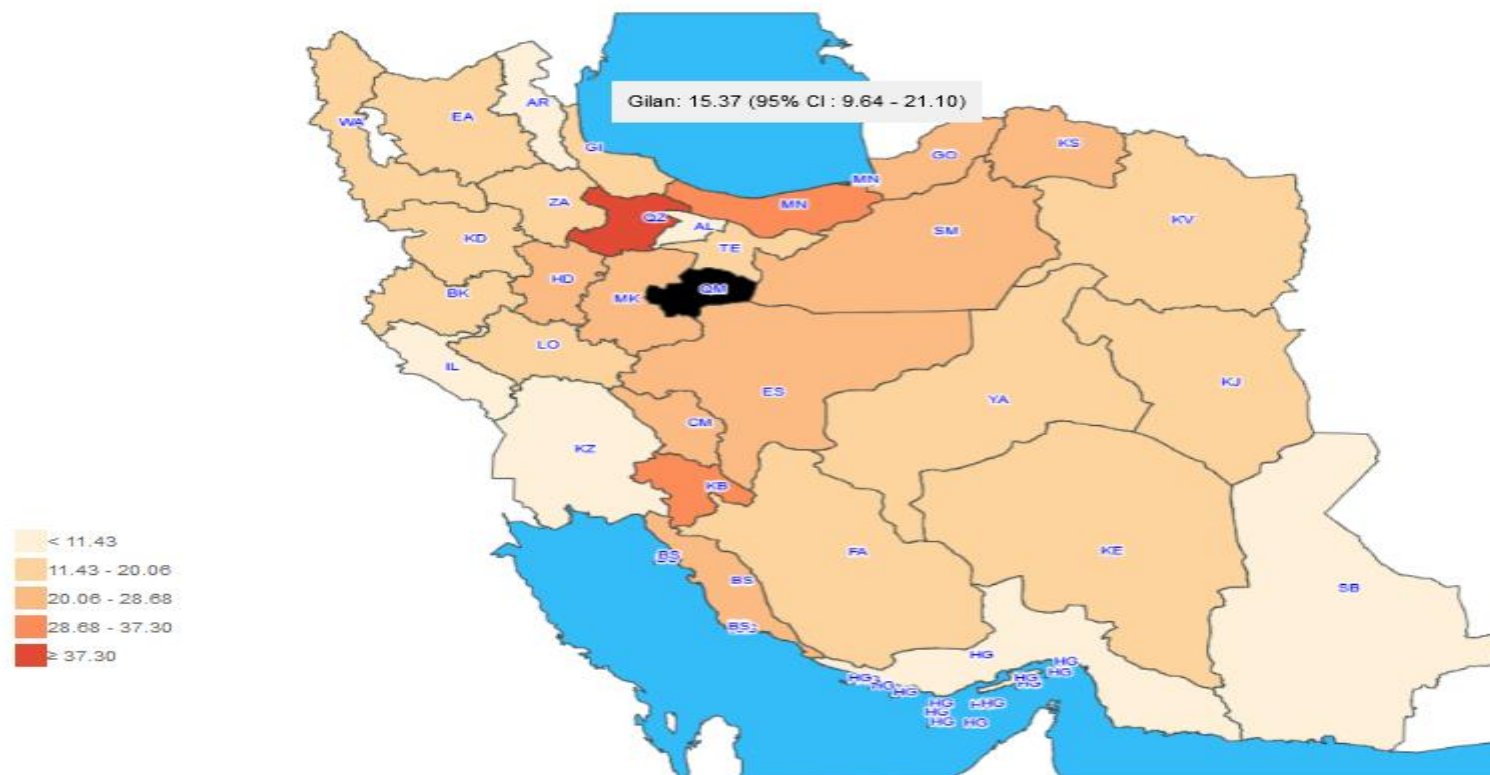 Gilan: 15.37 (95% CI : 9.64 - 21.10)
AR
EA
WA
GI
GO
KS
MN
MN
ZA
QZ
AL
KV
KD
TE
SM
HD
QM
BK
MK
LO
IL
ES
KJ
YA
CM
KZ
KB
BS
BS
FA
KE
SB
BS
HG
HG
HG
HG
HG
HG
HG
HG
HG
HG
HG
HG
HG
< 11.43
11.43 - 20.06
20.06 - 28.68
28.68 - 37.30
≥ 37.30